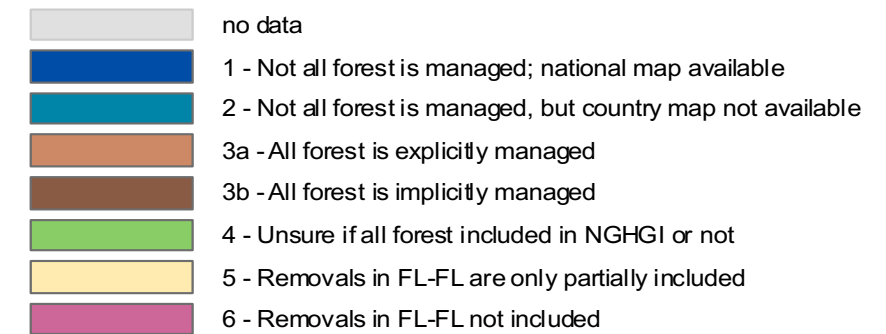 no data
1 - Not all forest is managed; national map available
2 - Not all forest is managed, but country map not available
3a - All forest is explicitly managed
3b - All forest is implicitly managed
4 - Unsure if all forest included in NGHGI or not
5 - Removals in FL-FL are only partially included
6 - Removals in FL-FL not included